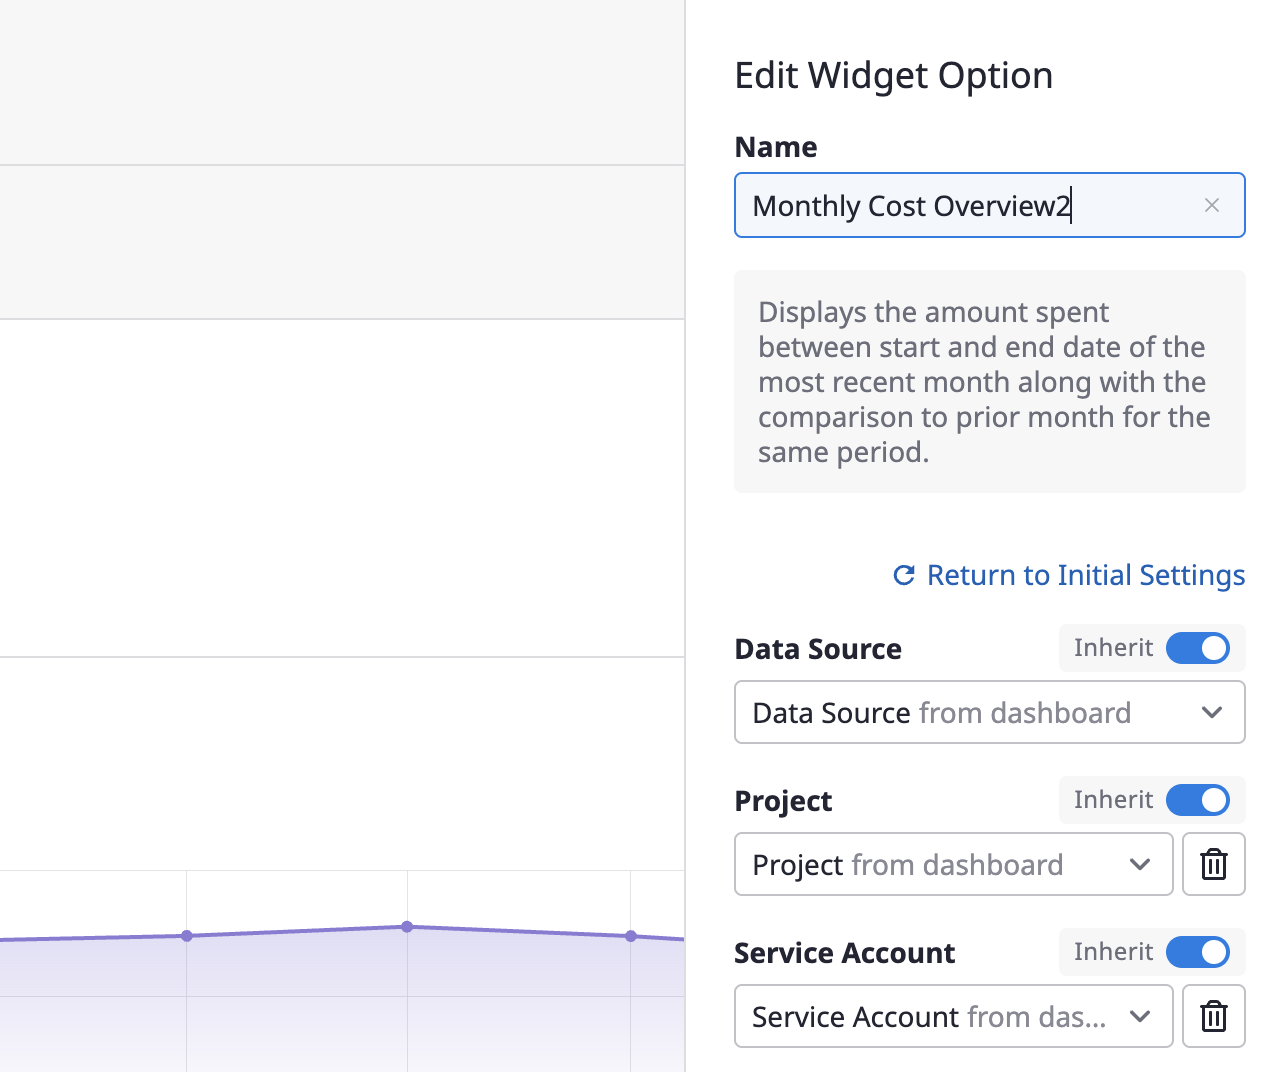 Edit Widget Option
Name
Monthly Cost Overview2
Displays the amount spent
between start and end date of the
most recent month along with the
comparison to prior month for the
same period.
Return to Initial Settings
Data Source Inherit
Data Source from dashboard
Project Inherit
Project from dashboard
Service Account Inherit
Service Account from das...